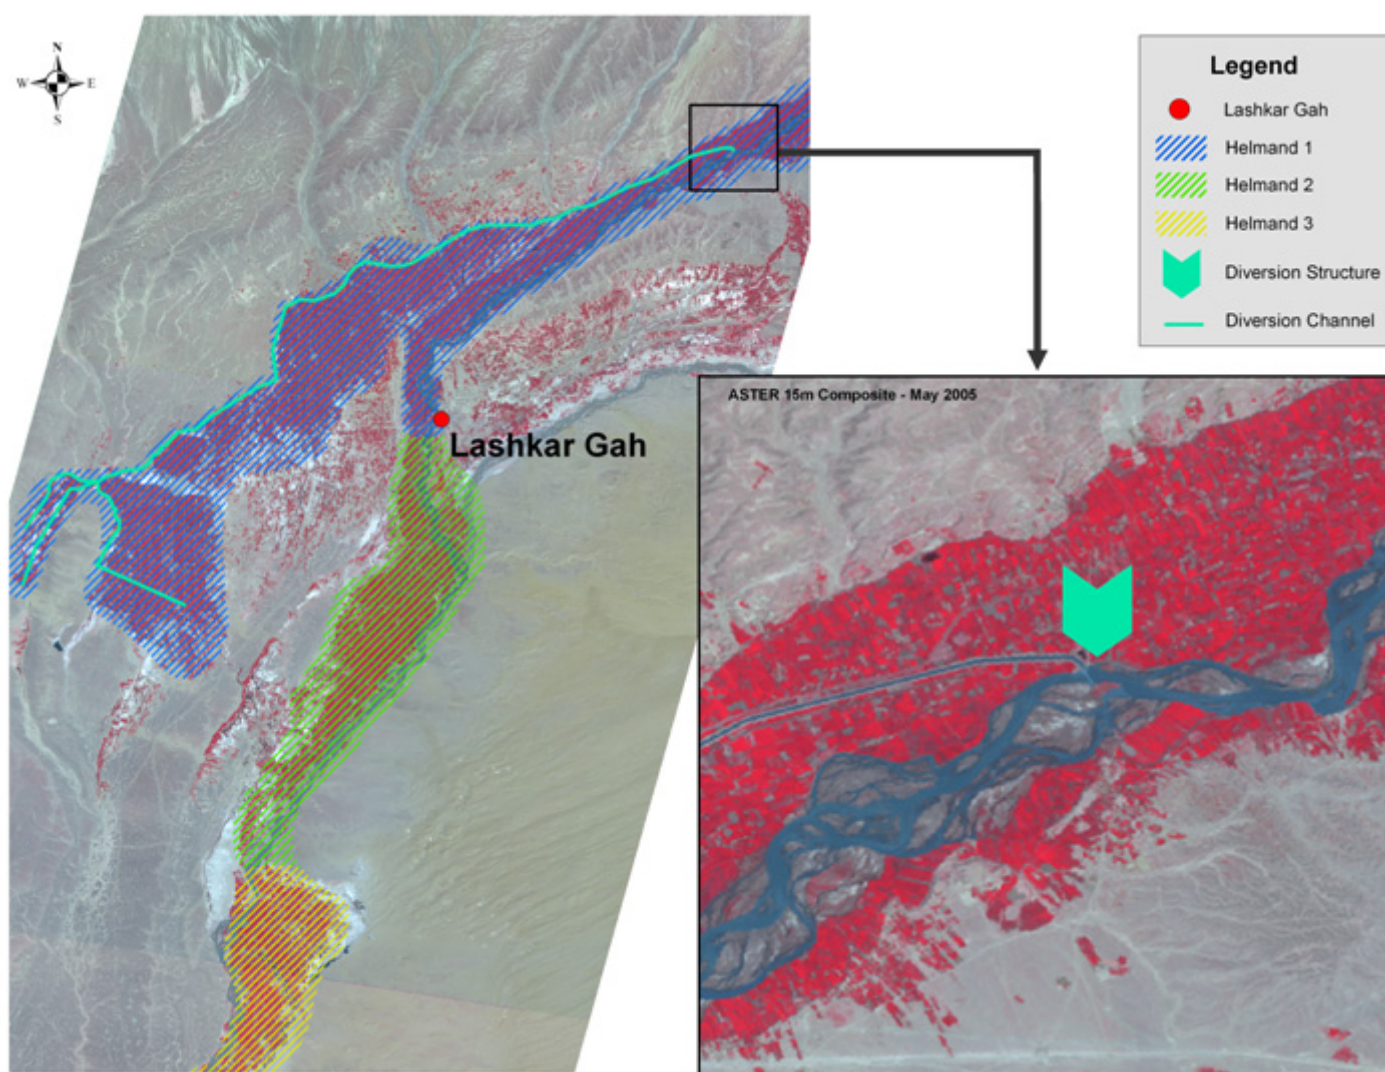 N
W E
S
Legend
Lashkar Gah
Helmand 1
Helmand 2
Helmand 3
Diversion Structure
Diversion Channel
ASTER 15m Composite - May 2005
Lashkar Gah